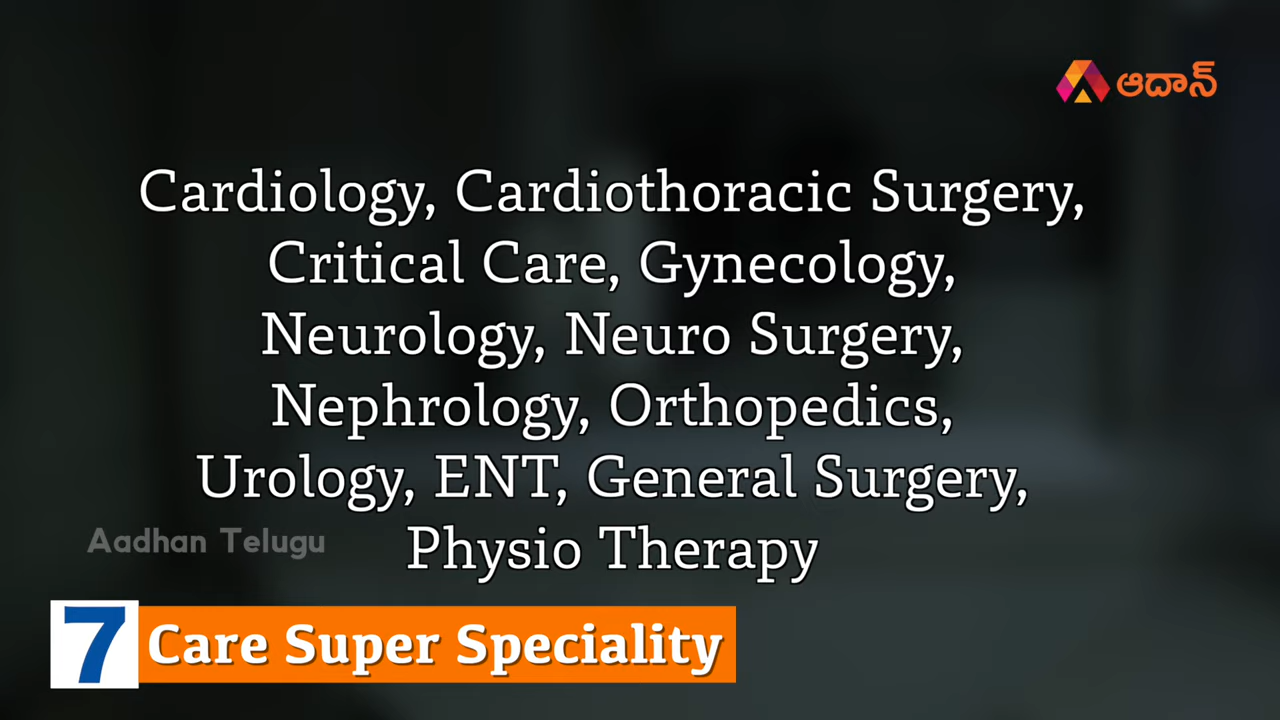 ఆదాన్
Cardiology, Cardiothoracic Surgery,
Critical Care, Gynecology,
Neurology, Neuro Surgery,
Nephrology, Orthopedics,
Urology, ENT, General Surgery,
Aadhan Telugu
Physio Therapy
7 Care Super Speciality